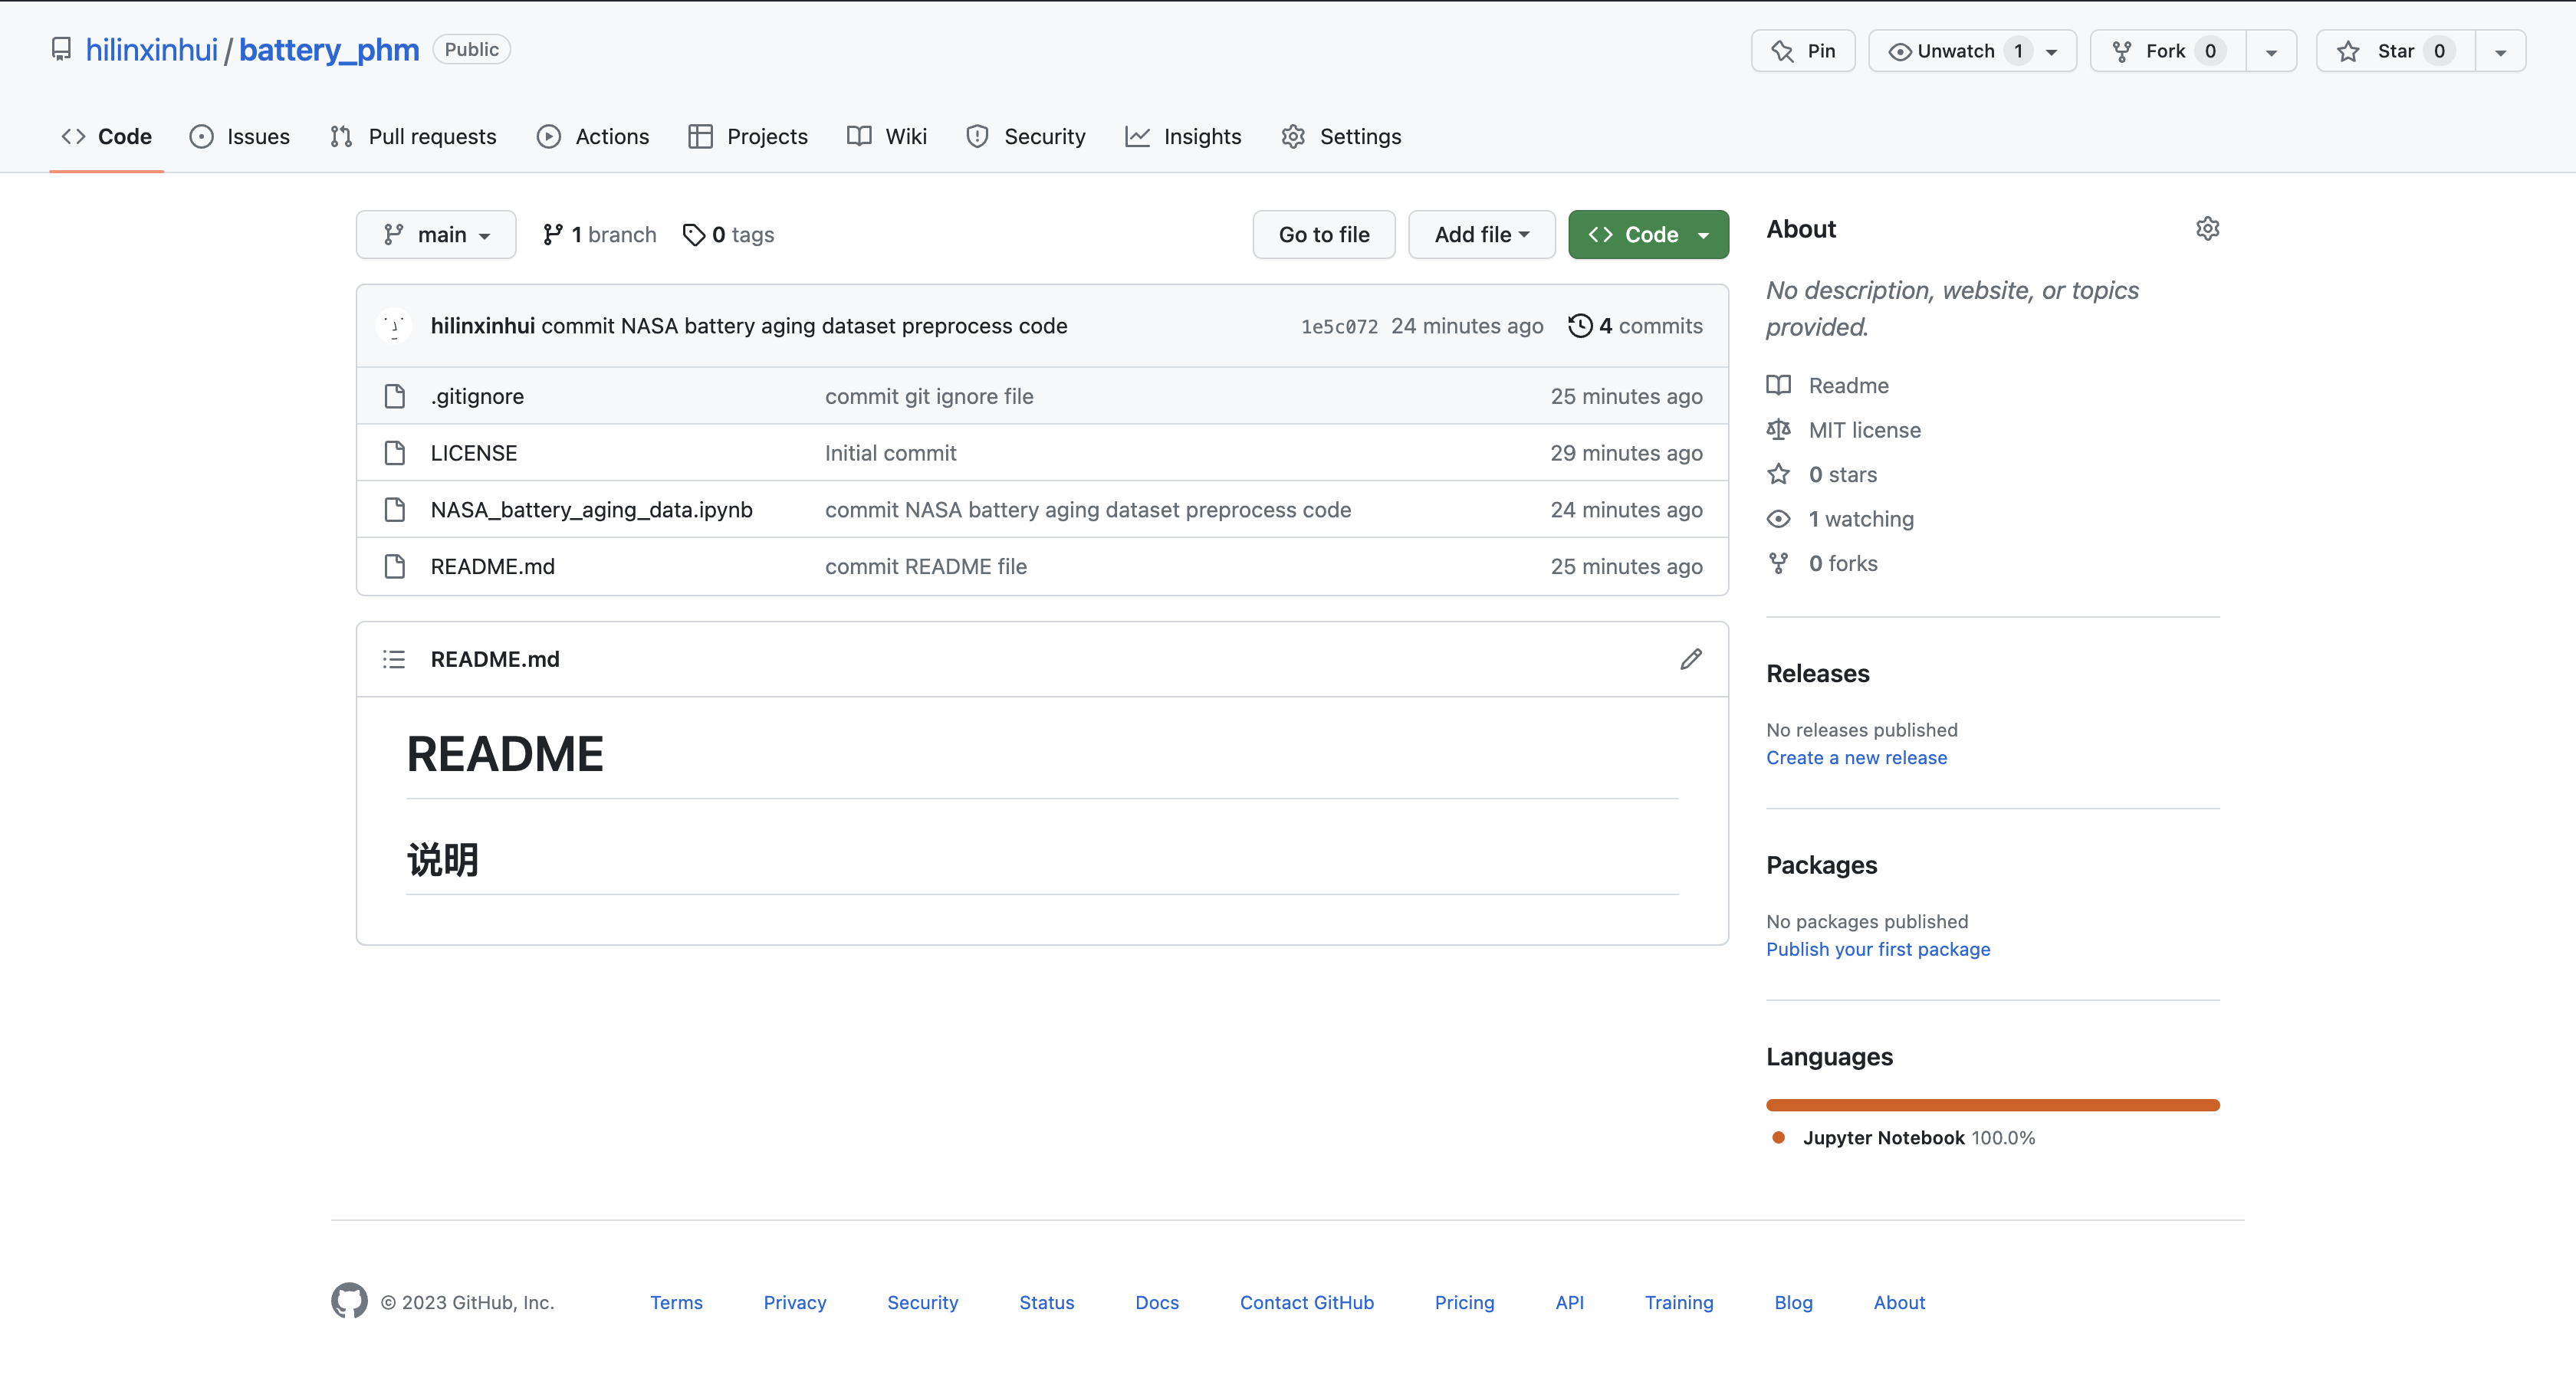 hilinxinhui / battery_phm Public
Pin Unwatch 1 Fork 0 Star 0
Code Issues Pull requests Actions Projects Wiki Security Insights Settings
main 1 branch 0 tags Go to file Add file Code
hilinxinhui commit NASA battery aging dataset preprocess code 1e5c072 24 minutes ago 4 commits
.gitignore commit git ignore file 25 minutes ago
LICENSE Initial commit 29 minutes ago
NASA_battery_aging_data.ipynb commit NASA battery aging dataset preprocess code 24 minutes ago
README.md commit README file 25 minutes ago
README.md
README
说明
About
No description, website, or topics
provided.
Readme
MIT license
0 stars
1 watching
0 forks
Releases
No releases published
Create a new release
Packages
No packages published
Publish your first package
Languages
Jupyter Notebook 100.0%
© 2023 GitHub, Inc. Terms Privacy Security Status Docs Contact GitHub Pricing API Training Blog About